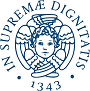 IN SUPREMÆ DIGNITATIS
1343